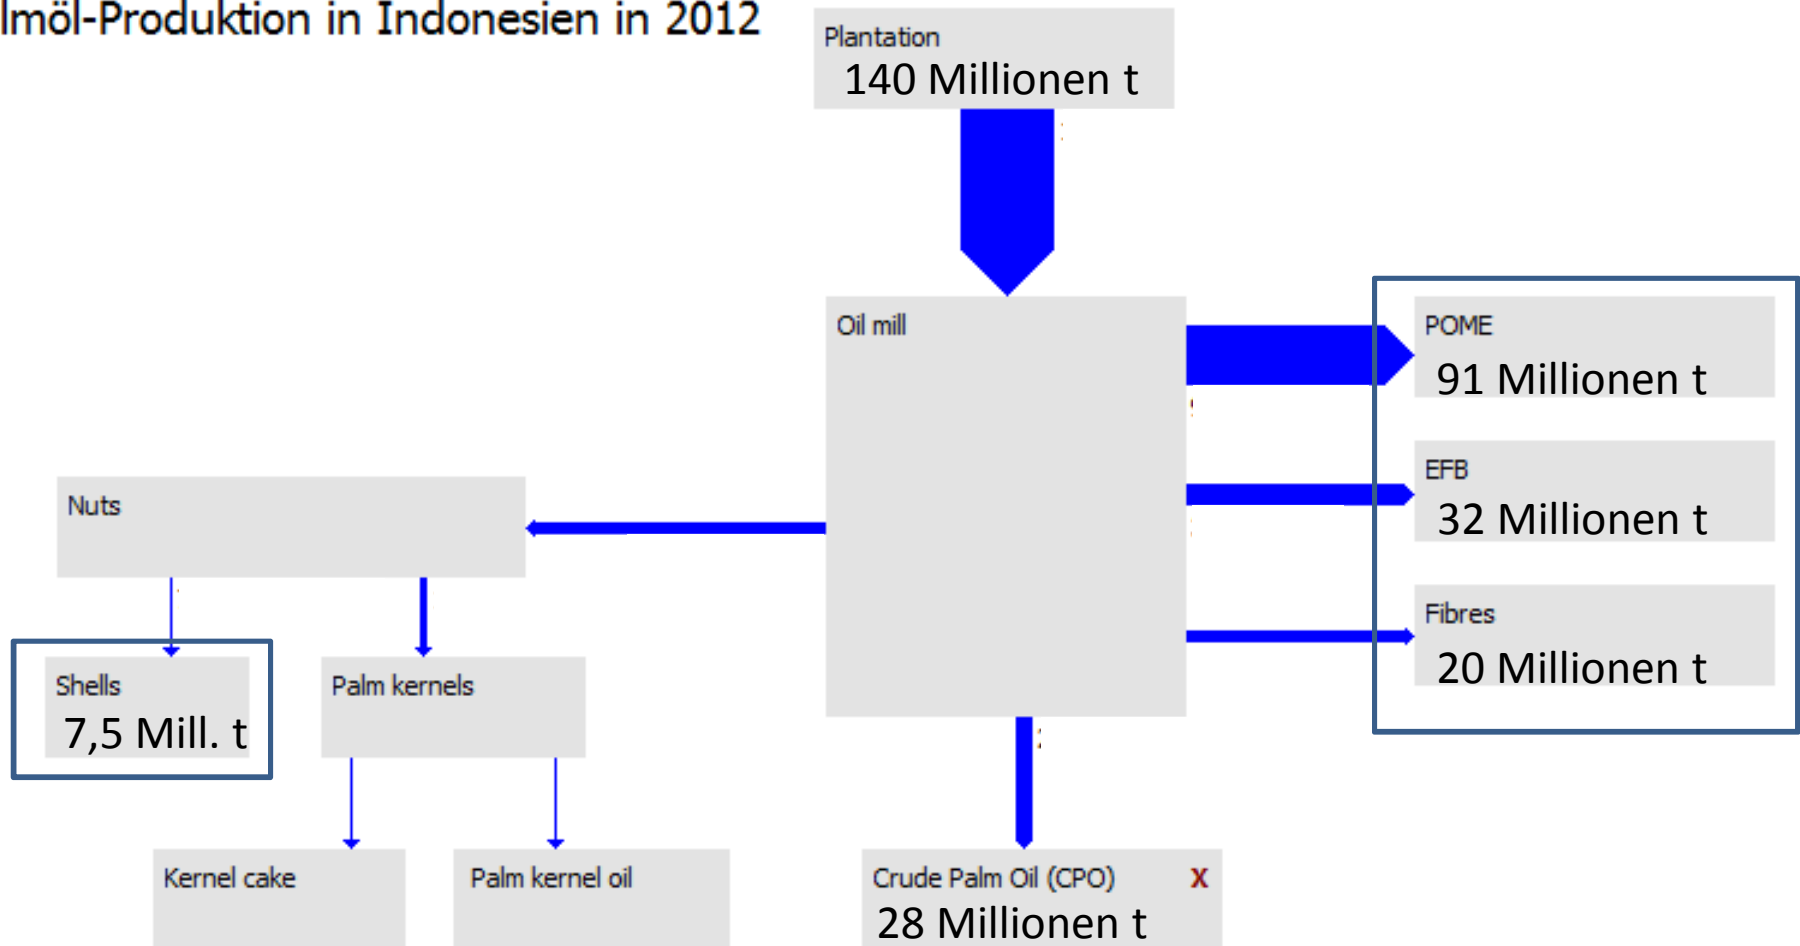 lmöl-Produktion in Indonesien in 2012
Plantation
140 Millionen t
Oil mill
POME
91 Millionen t
EFB
32 Millionen t
Nuts
Fibres
20 Millionen t
Shells
7,5 Mill. t
Palm kernels
Kernel cake
Palm kernel oil
Crude Palm Oil (CPO) X
28 Millionen t